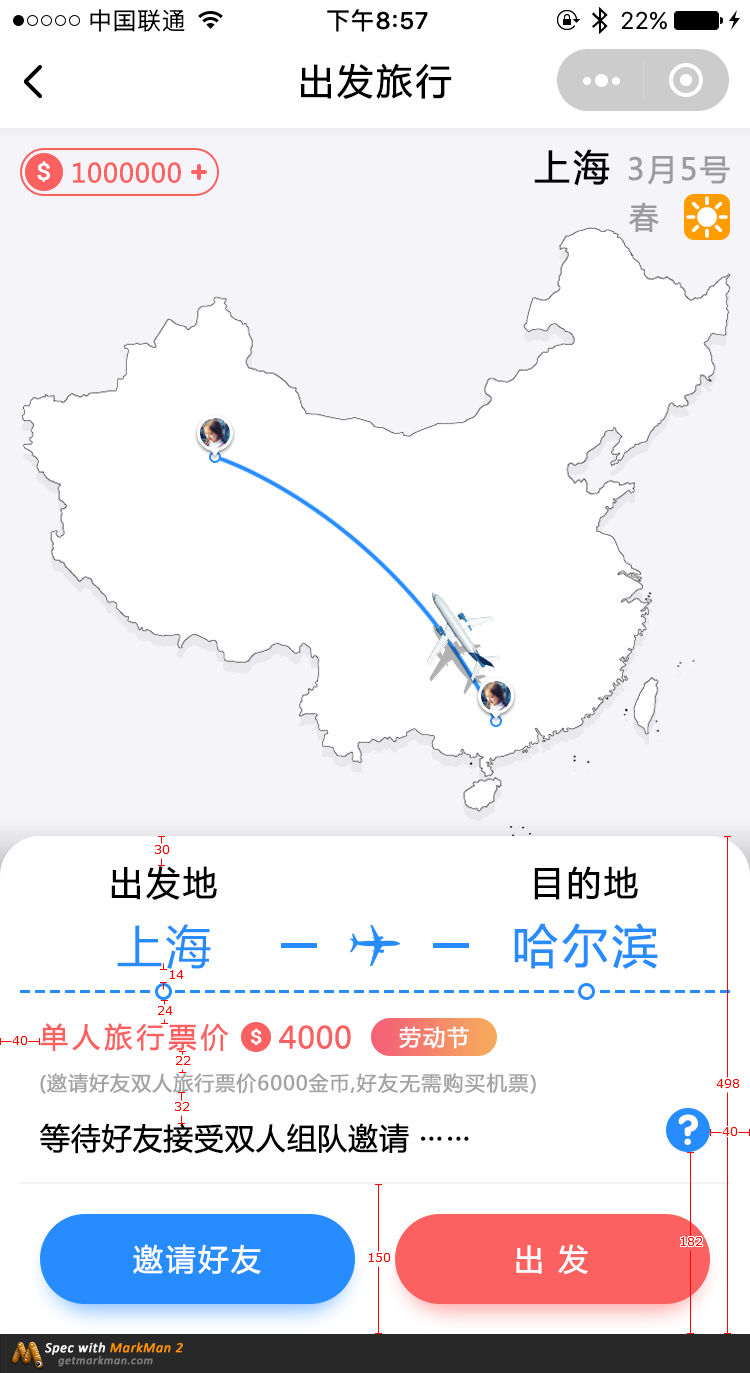 中国联通 下午8:57 22%
出发旅行
$ 1000000 +
上海 3月5号
春
30
出发地 目的地
上海 哈尔滨
14
24
40 单人旅行票价 $ 4000 劳动节
22
(邀请好友双人旅行票价6000金币,好友无需购买机票)
498
32
等待好友接受双人组队邀请 ⋯⋯ ?
40
182
150
邀请好友 出 发
Spec with MarkMan 2
getmarkman.com